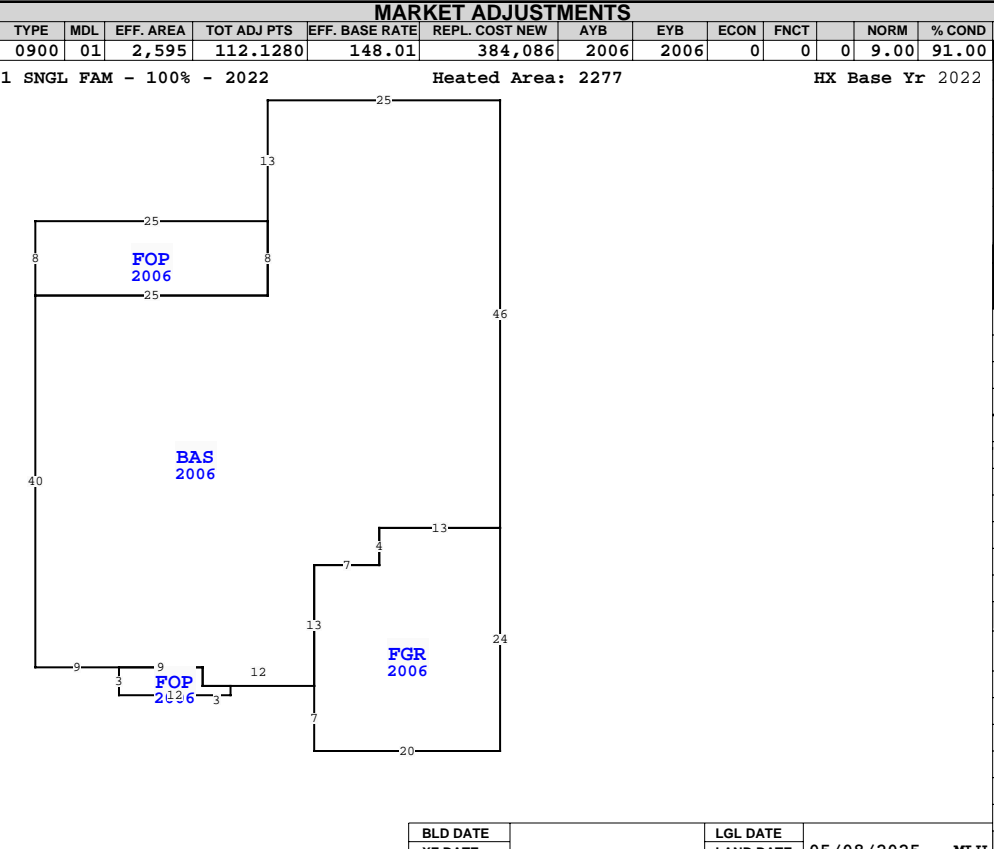 MARKET ADJUSTMENTS
TYPE MDL EFF. AREA TOT ADJ PTS EFF. BASE RATE REPL. COST NEW AYB EYB ECON FNCT NORM % COND
0900 01 2,595 112.1280 148.01 384,086 2006 2006 0 0 0 9.00 91.00
1 SNGL FAM – 100% - 2022 Heated Area: 2277 HX Base Yr 2022
25
13
25
8 FOP 8
2006
25
46
BAS
2006
40
13
4
7
13
24
FGR
2006
9 9 12
3 FOP
2006
12 3
7
20
BLD DATE LGL DATE